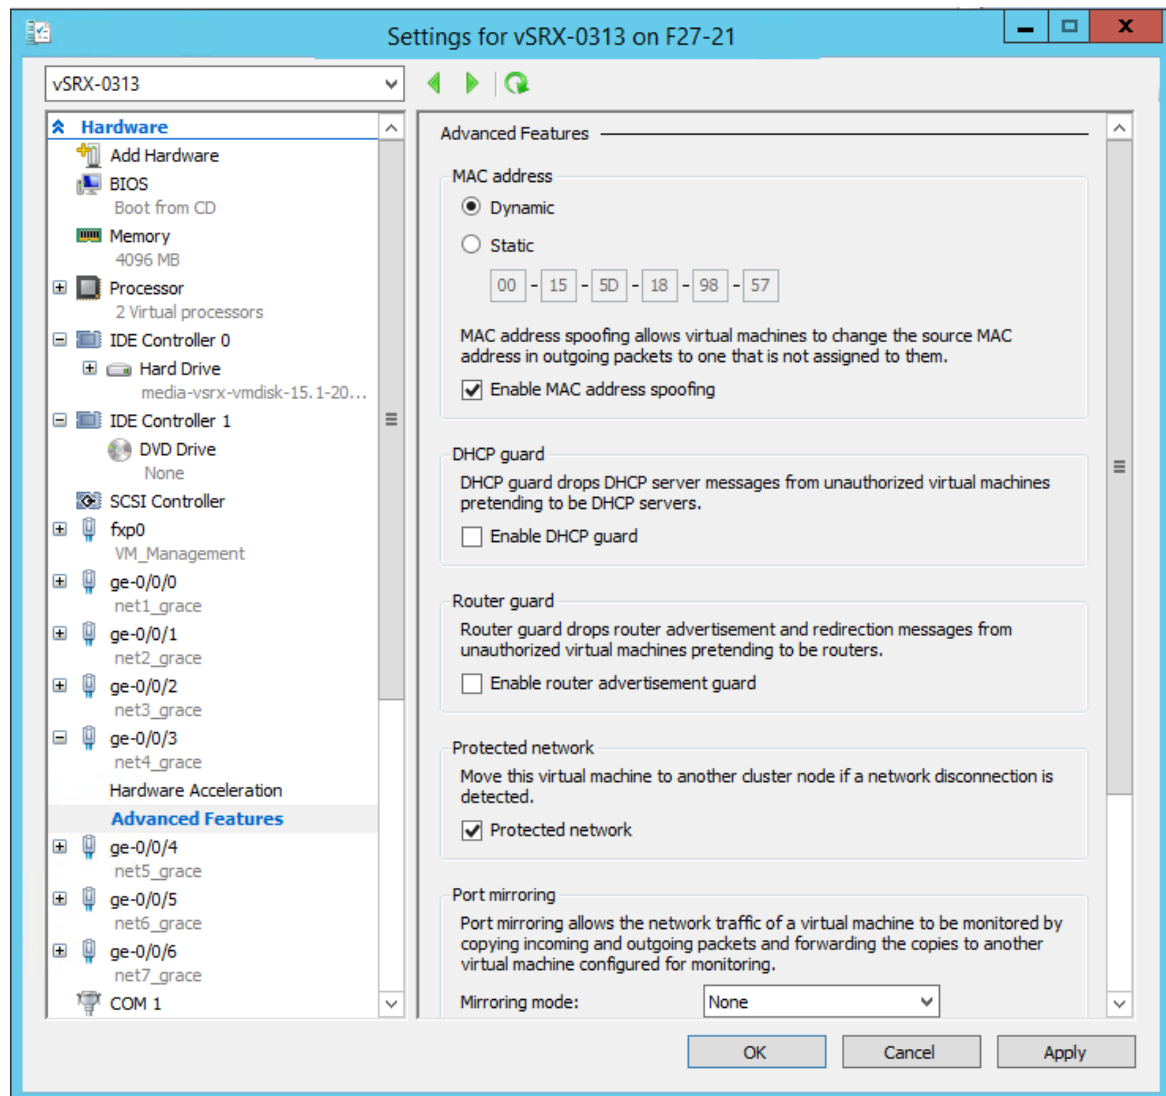 Settings for vSRX-0313 on F27-21
vSRX-0313
Hardware
Add Hardware
BIOS
Boot from CD
Memory
4096 MB
Processor
2 Virtual processors
IDE Controller 0
Hard Drive
media-vsrx-vmdisk-15.1-20...
IDE Controller 1
DVD Drive
None
SCSI Controller
fxp0
VM_Management
ge-0/0/0
net1_grace
ge-0/0/1
net2_grace
ge-0/0/2
net3_grace
ge-0/0/3
net4_grace
Hardware Acceleration
Advanced Features
ge-0/0/4
net5_grace
ge-0/0/5
net6_grace
ge-0/0/6
net7_grace
COM 1
Advanced Features
MAC address
Dynamic
Static
00 - 15 - 5D - 18 - 98 - 57
MAC address spoofing allows virtual machines to change the source MAC
address in outgoing packets to one that is not assigned to them.
Enable MAC address spoofing
DHCP guard
DHCP guard drops DHCP server messages from unauthorized virtual machines
pretending to be DHCP servers.
Enable DHCP guard
Router guard
Router guard drops router advertisement and redirection messages from
unauthorized virtual machines pretending to be routers.
Enable router advertisement guard
Protected network
Move this virtual machine to another cluster node if a network disconnection is
detected.
Protected network
Port mirroring
Port mirroring allows the network traffic of a virtual machine to be monitored by
copying incoming and outgoing packets and forwarding the copies to another
virtual machine configured for monitoring.
Mirroring mode: None
OK Cancel Apply